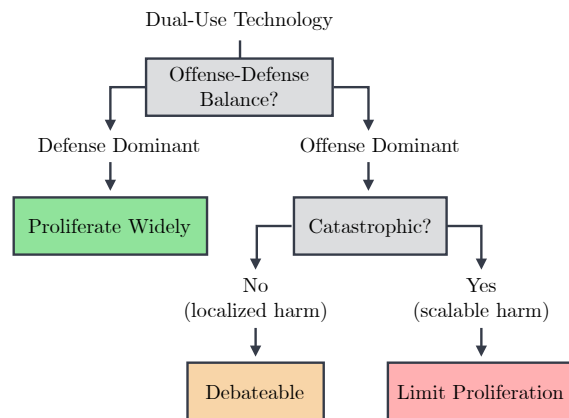 Dual-Use Technology
Offense-Defense
Balance?
Defense Dominant
Offense Dominant
Proliferate Widely
Catastrophic?
No
(localized harm)
Yes
(scalable harm)
Debateable
Limit Proliferation